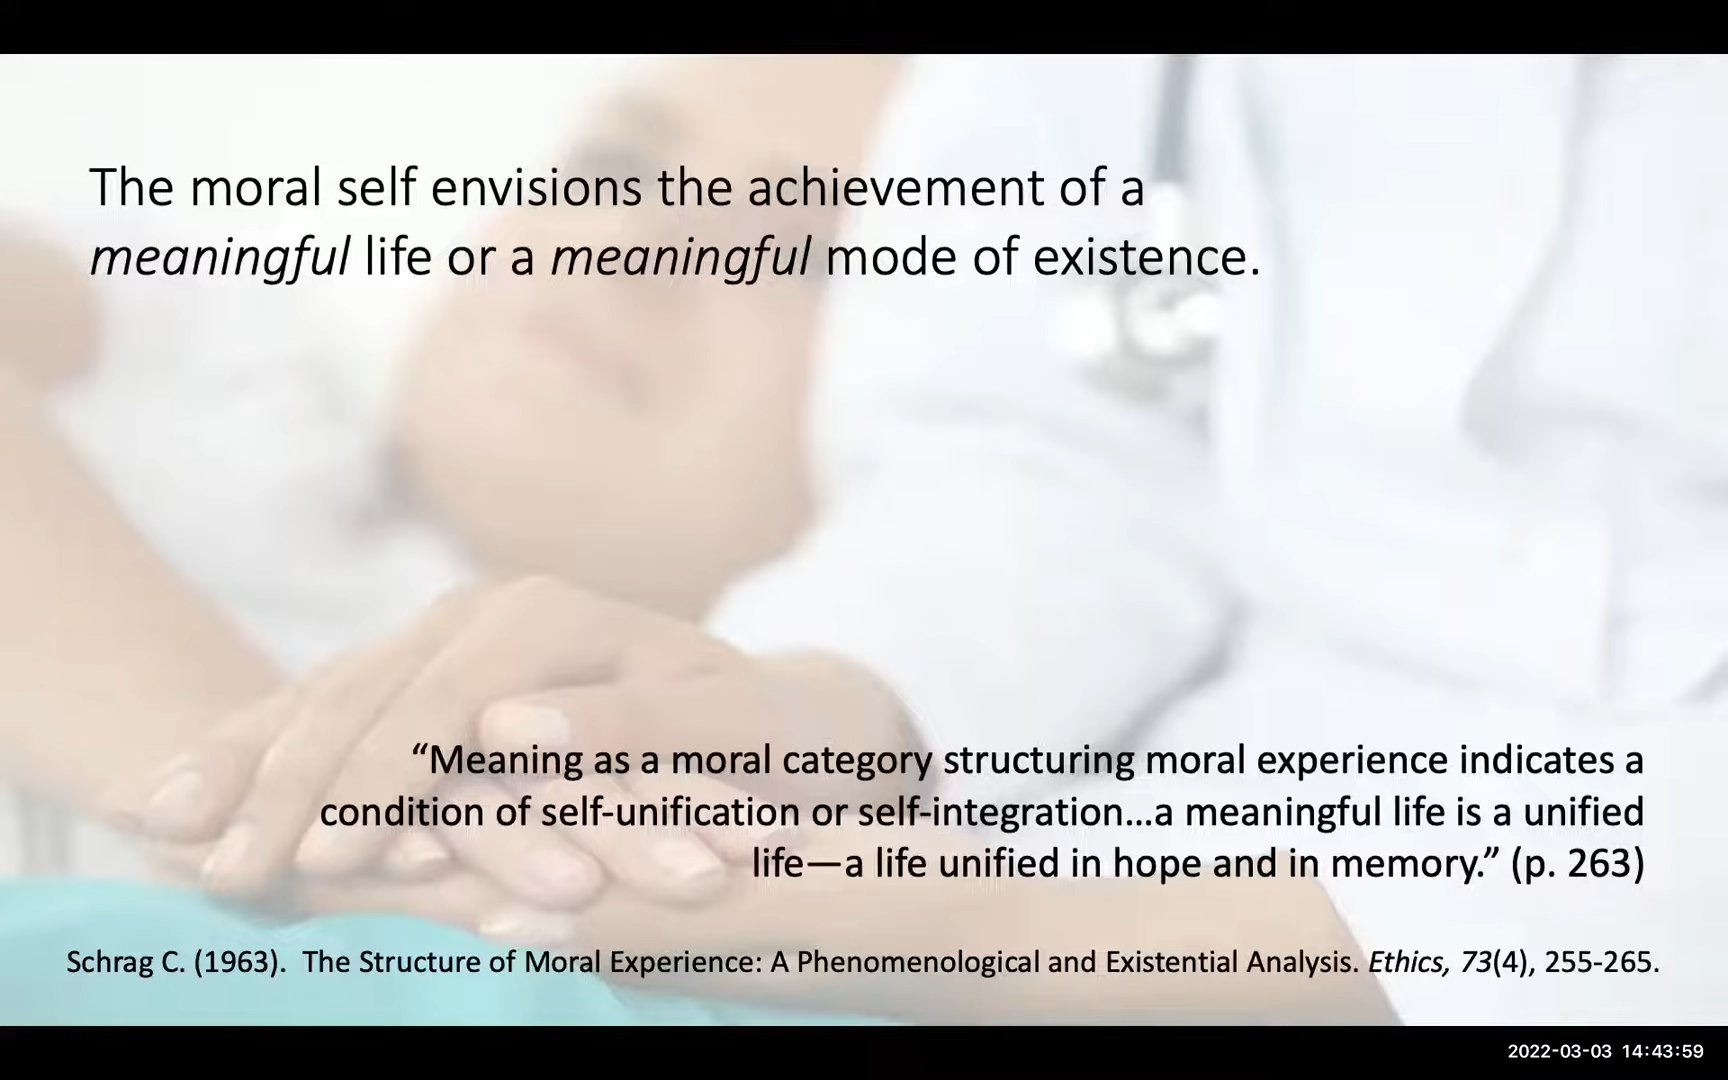 The moral self envisions the achievement of a
meaningful life or a meaningful mode of existence.
“Meaning as a moral category structuring moral experience indicates a
condition of self-unification or self-integration…a meaningful life is a unified
life—a life unified in hope and in memory.” (p. 263)
Schrag C. (1963).  The Structure of Moral Experience: A Phenomenological and Existential Analysis. Ethics, 73(4), 255-265.
2022-03-03 14:43:59